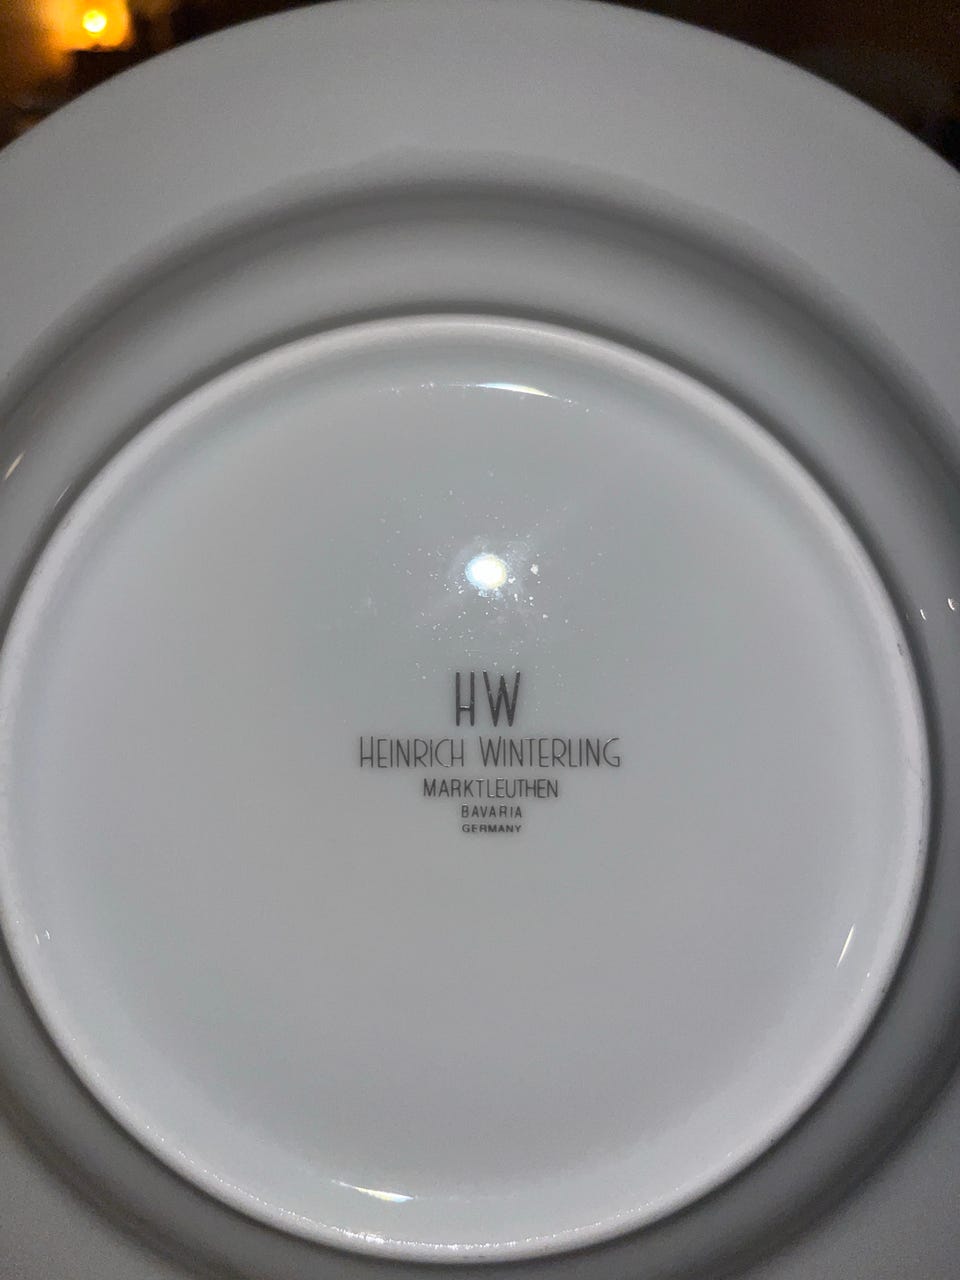 HW
HEINRICH WINTERLING
MARKTLEUTHEN
BAVARIA
GERMANY